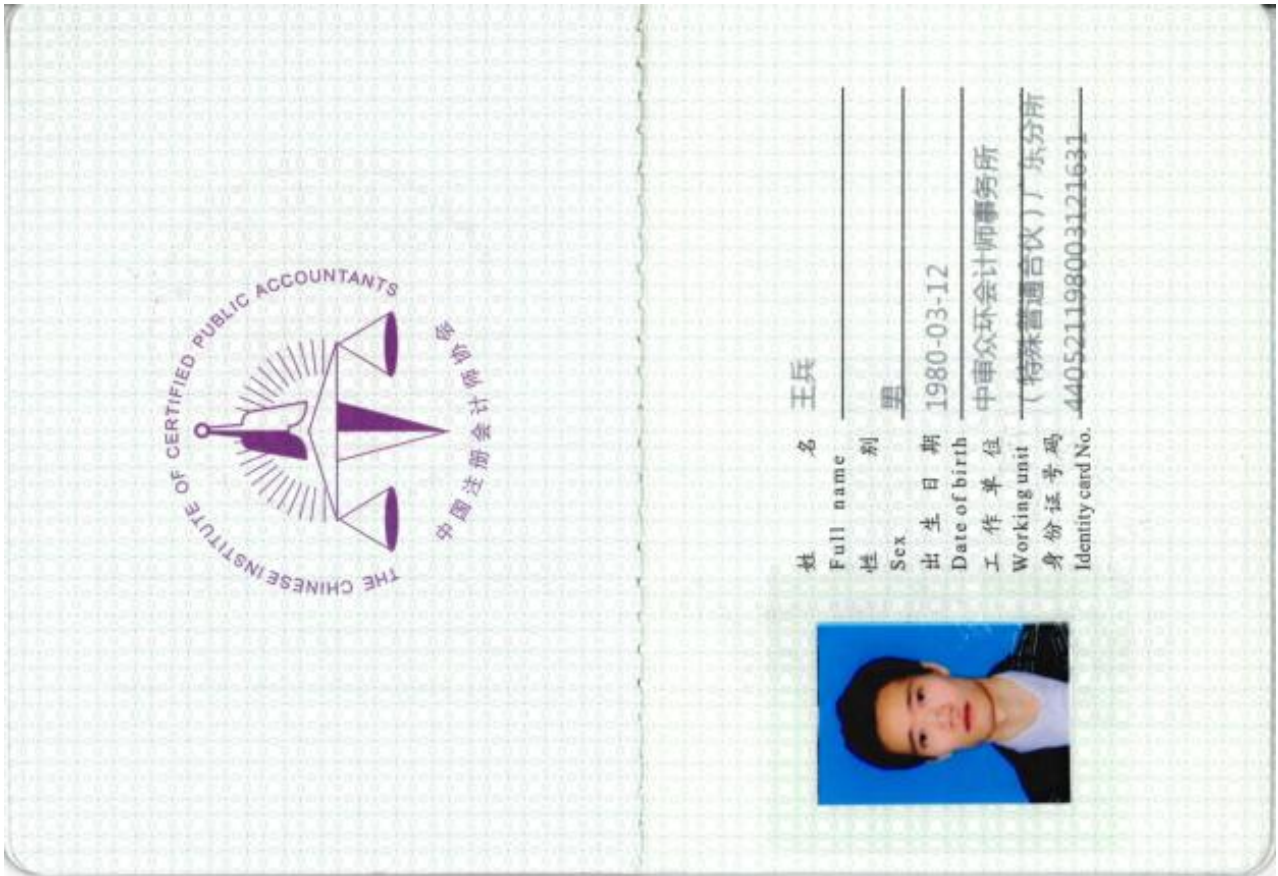 THE CHINESE INSTITUTE OF CERTIFIED PUBLIC ACCOUNTANTS
中国注册会计师协会
姓 名 王兵
Full name
性 别 男
Sex
出生日期 1980-03-12
Date of birth
工作单位 中审众环会计师事务所
Working unit (特殊普通合伙)广东分所
身份证号码 440521198003121631
Identity card No.